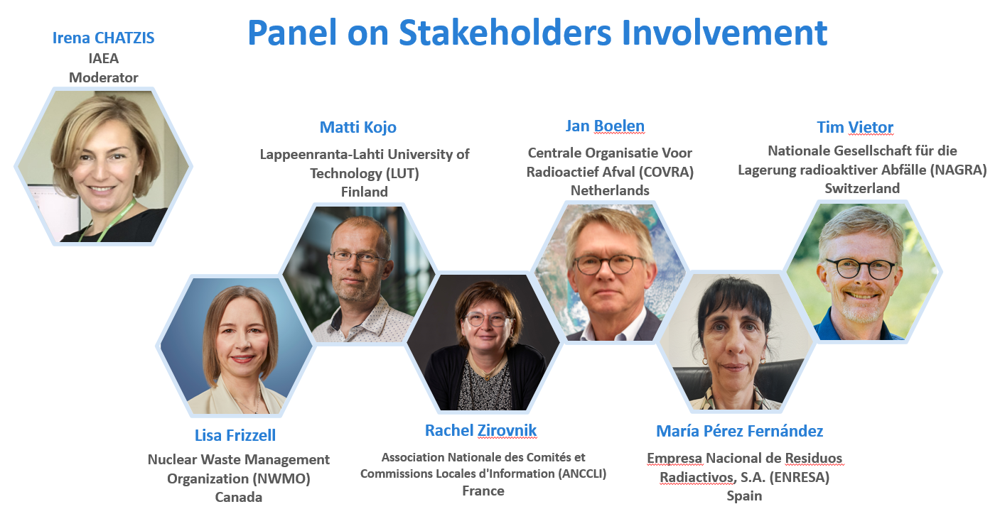 Panel on Stakeholders Involvement
Irena CHATZIS
IAEA
Moderator
Matti Kojo
Lappeenranta-Lahti University of
Technology (LUT)
Finland
Jan Boelen
Centrale Organisatie Voor
Radioactief Afval (COVRA)
Netherlands
Tim Vietor
Nationale Gesellschaft für die
Lagerung radioaktiver Abfälle (NAGRA)
Switzerland
Lisa Frizzell
Nuclear Waste Management
Organization (NWMO)
Canada
Rachel Zirovnik
Association Nationale des Comités et
Commissions Locales d'Information (ANCCLI)
France
María Pérez Fernández
Empresa Nacional de Residuos
Radiactivos, S.A. (ENRESA)
Spain